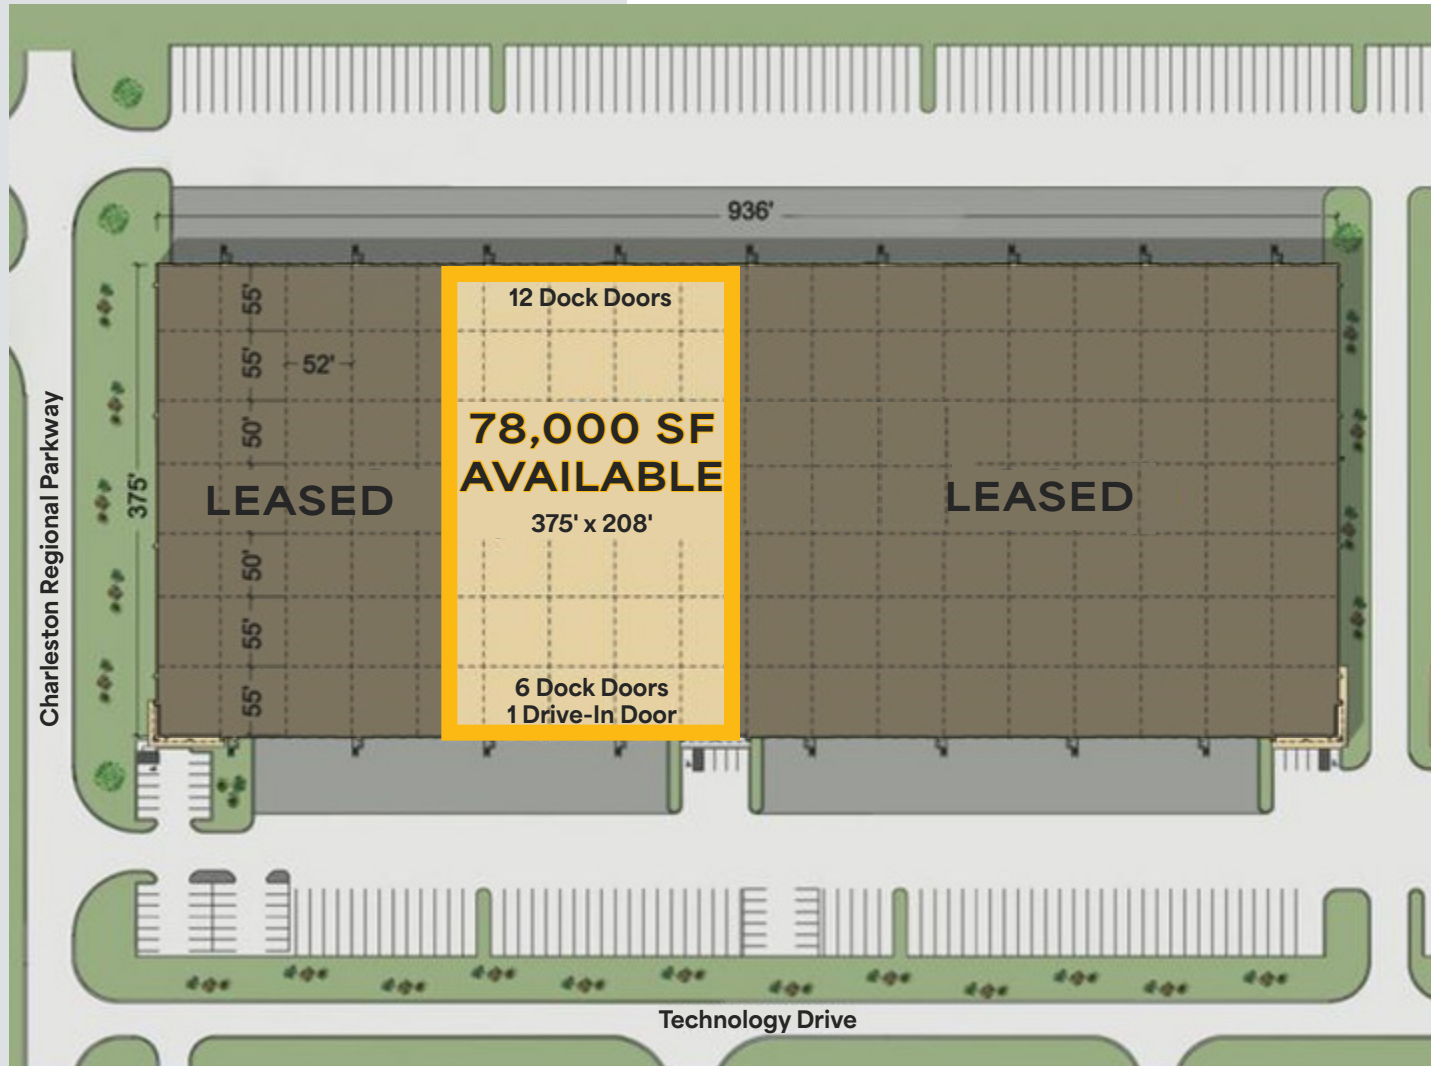 936'
55'
12 Dock Doors
55'
52'
50'
78,000 SF
AVAILABLE
375'
LEASED
375' x 208'
LEASED
50'
55'
55'
6 Dock Doors
1 Drive-In Door
Charleston Regional Parkway
Technology Drive